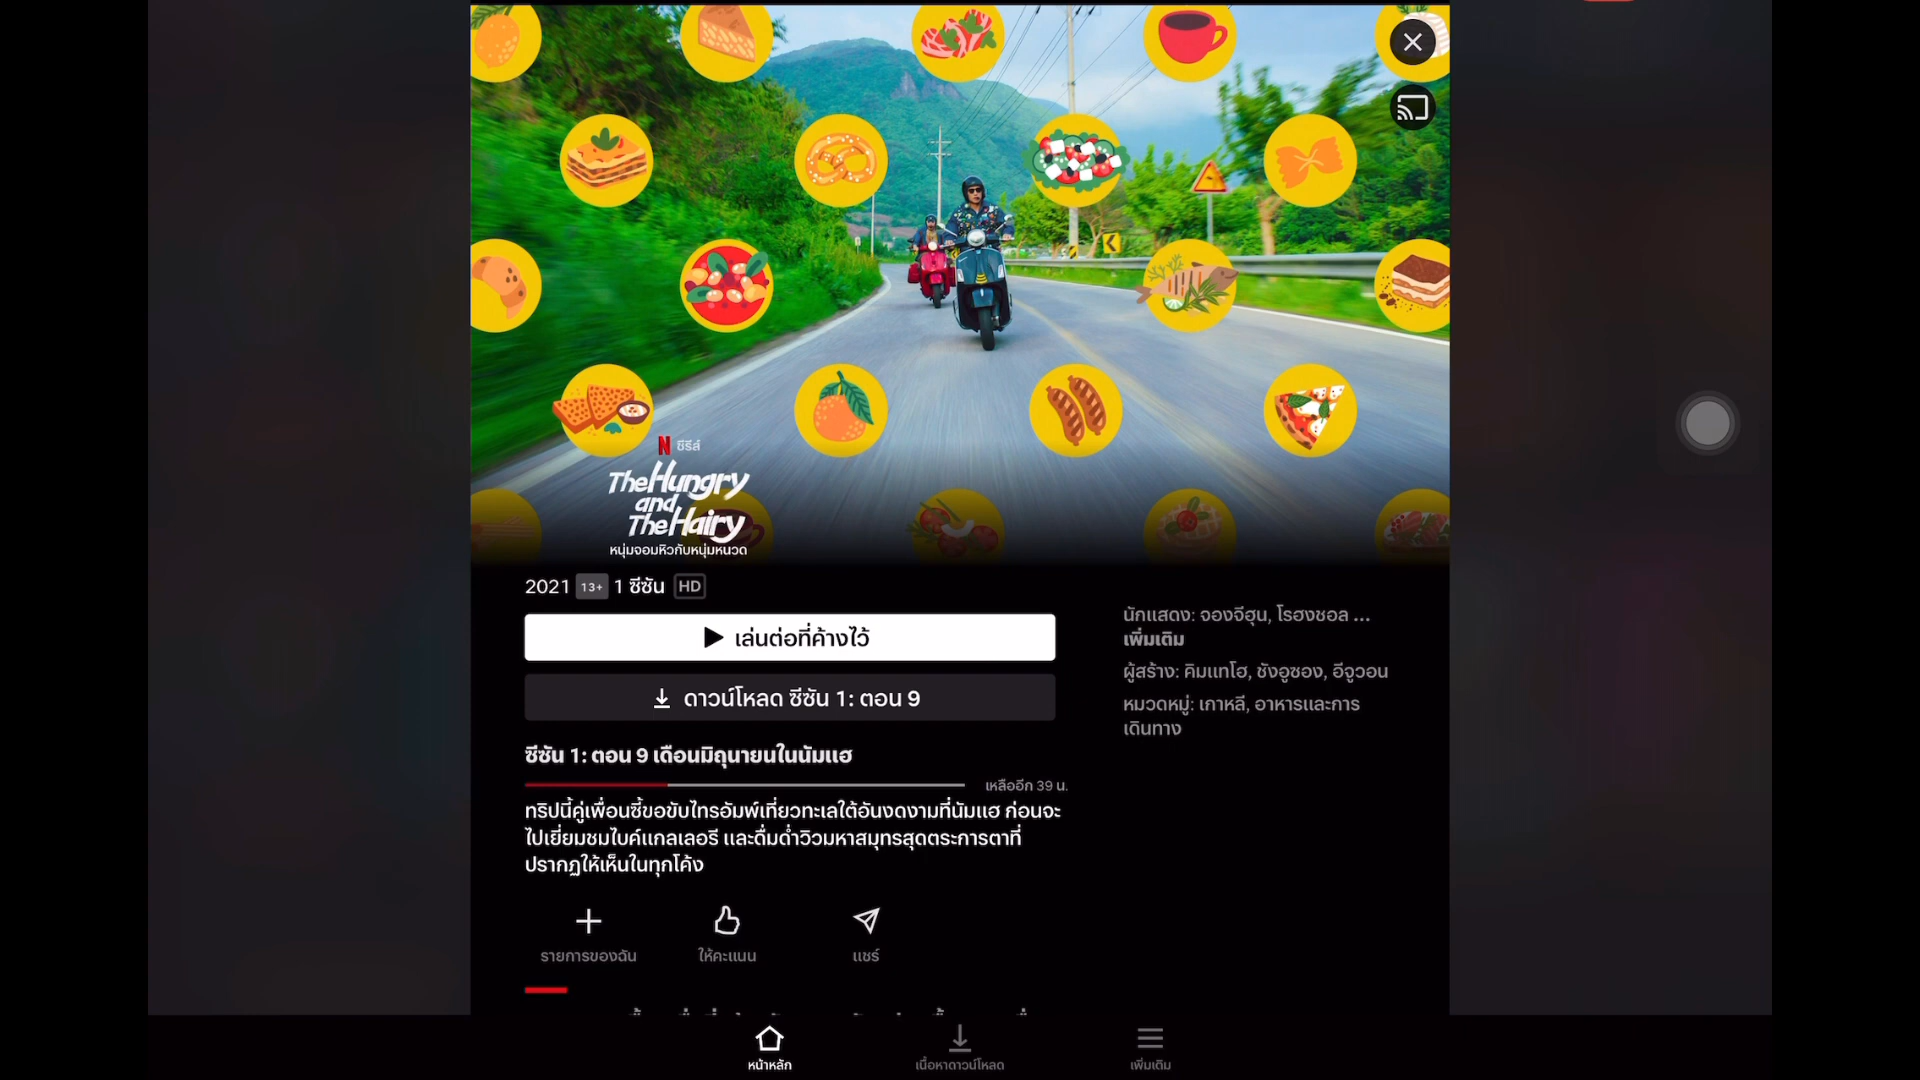 N ซีรีส์
The Hungry
and
The Hairy
หนุ่มจอมหิวกับหนุ่มหนวด
2021 13+ 1 ซีซัน HD
เล่นต่อที่ค้างไว้
ดาวน์โหลด ซีซัน 1: ตอน 9
ซีซัน 1: ตอน 9 เดือนมิถุนายนในนัมแฮ
เหลืออีก 39 น.
ทริปนี้คู่เพื่อนซี้ขอขับไทรอัมพ์เที่ยวทะเลใต้อันงดงามที่นัมแฮ ก่อนจะ
ไปเยี่ยมชมไบค์แกลเลอรี และดื่มด่ำวิวมหาสมุทรสุดตระการตาที่
ปรากฏให้เห็นในทุกโค้ง
นักแสดง: จองจีฮุน, โรฮงชอล ...
เพิ่มเติม
ผู้สร้าง: คิมแทโฮ, ชังอูซอง, อีจูวอน
หมวดหมู่: เกาหลี, อาหารและการ
เดินทาง
รายการของฉัน
ให้คะแนน
แชร์
หน้าหลัก
เนื้อหาดาวน์โหลด
เพิ่มเติม